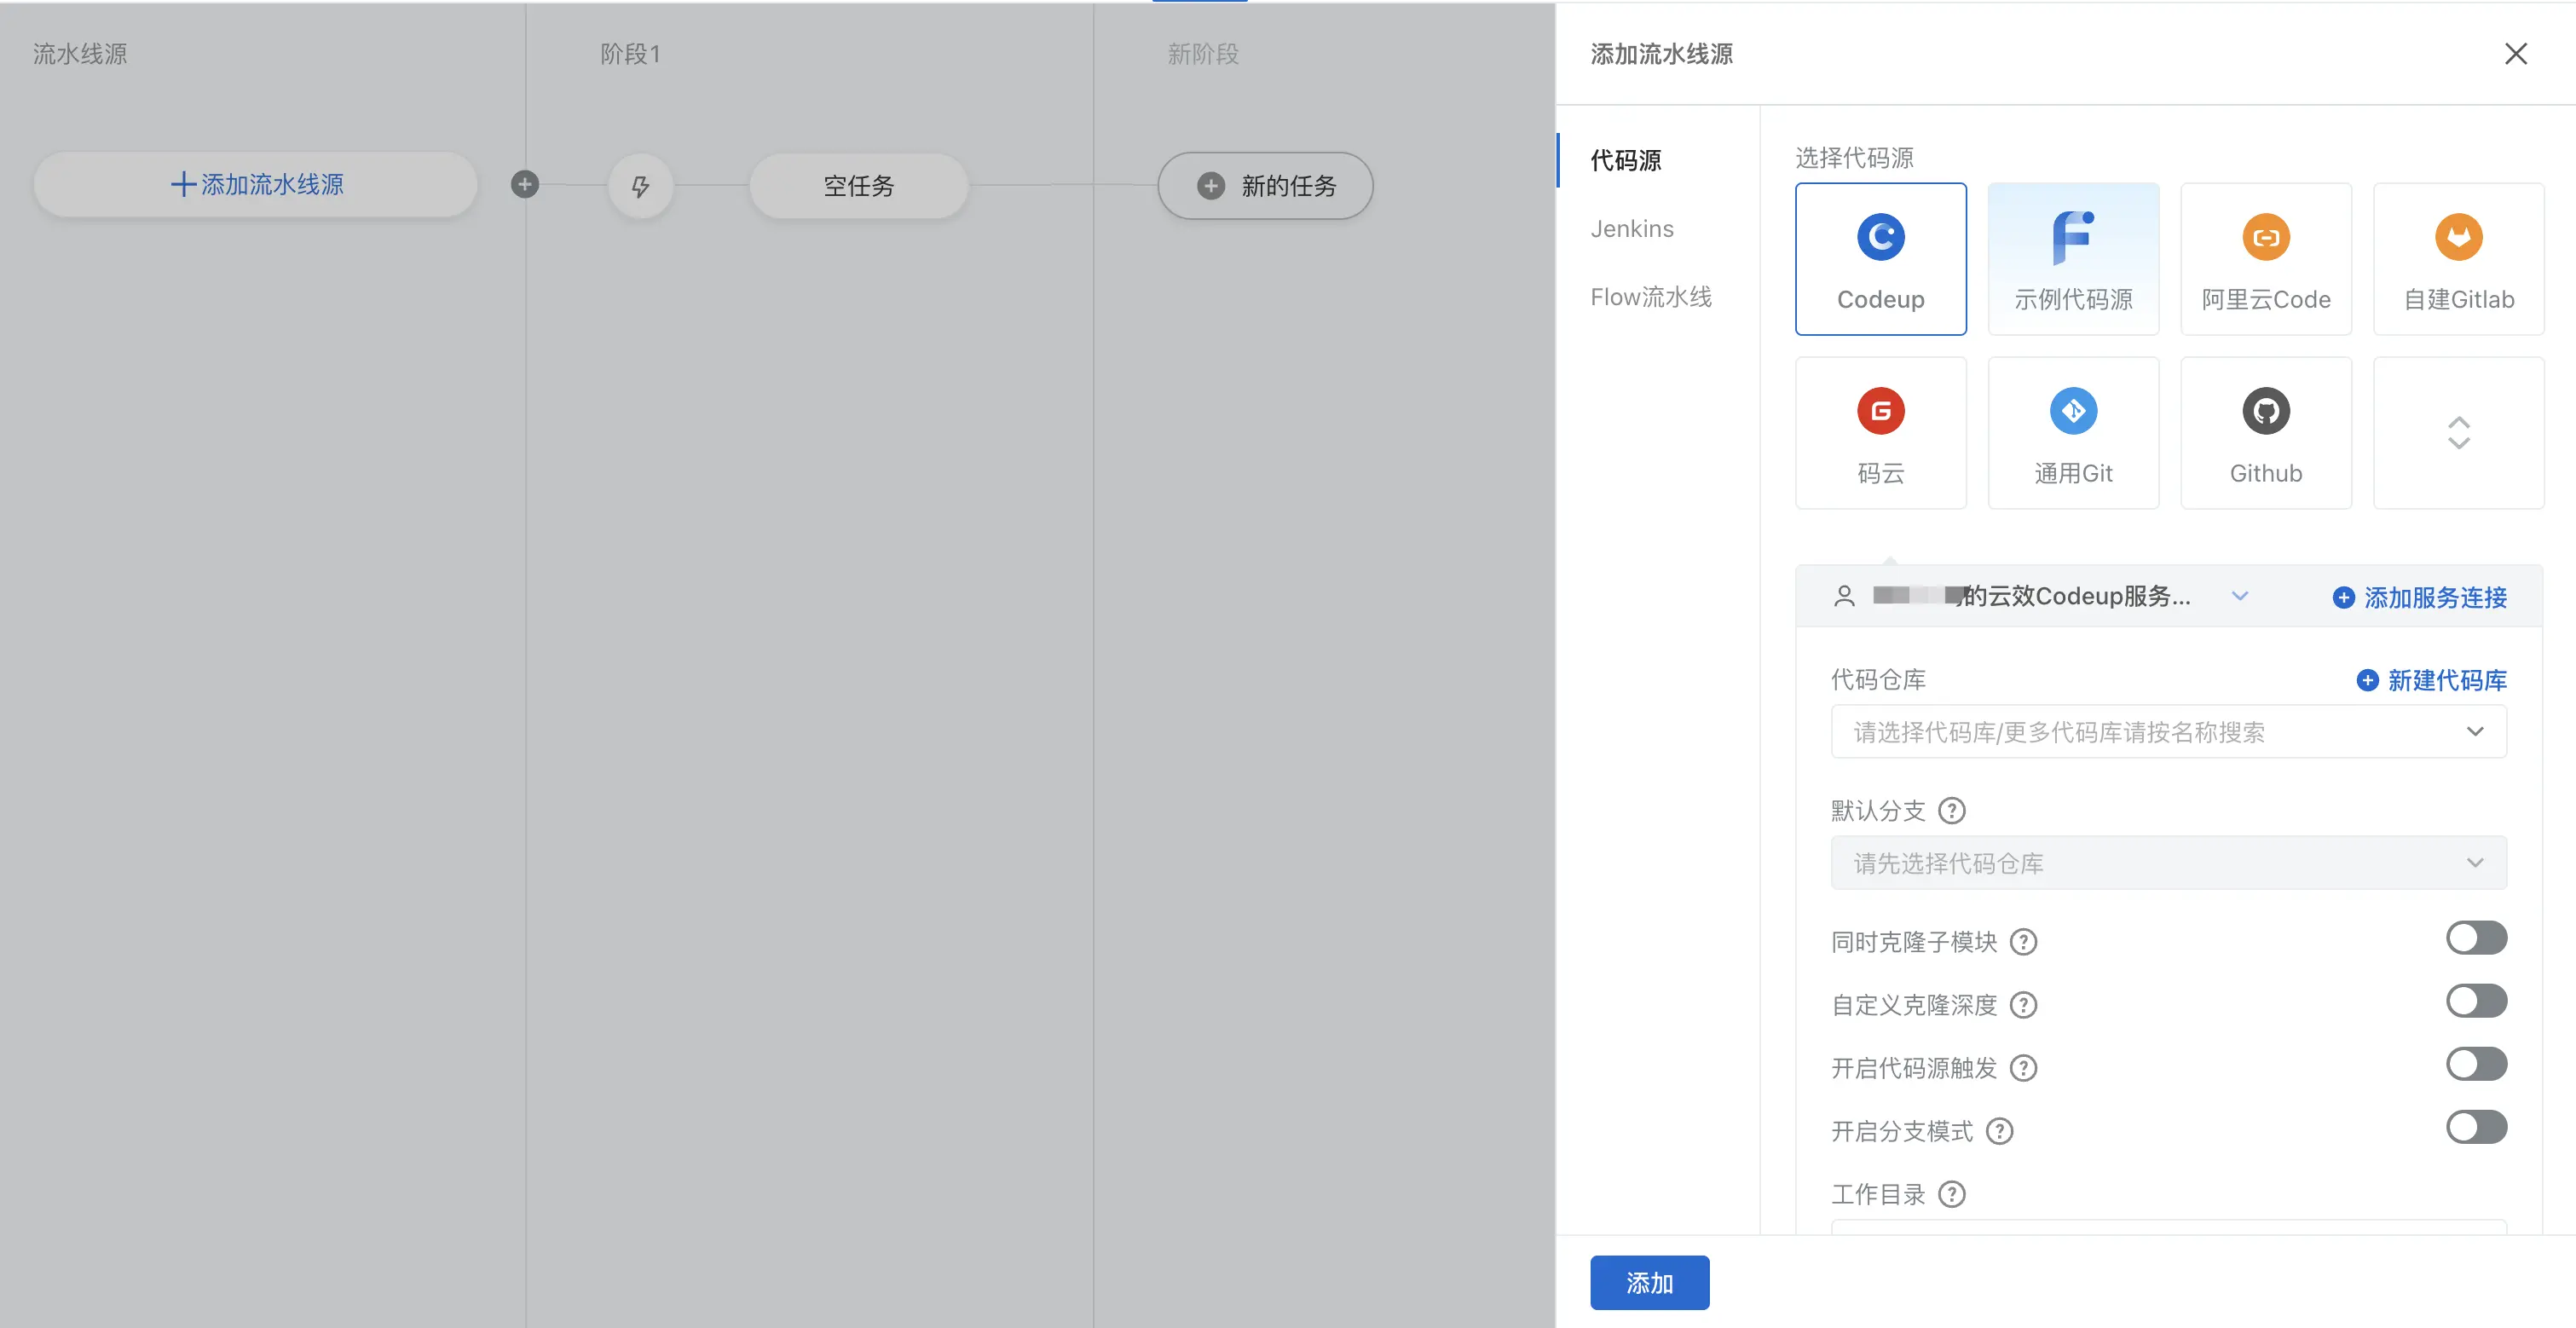 流水线源
阶段1
新阶段
添加流水线源
空任务
新的任务
添加流水线源
代码源
Jenkins
Flow流水线
选择代码源
Codeup
示例代码源
阿里云Code
自建Gitlab
码云
通用Git
Github
的云效Codeup服务...
添加服务连接
代码仓库
新建代码库
请选择代码库/更多代码库请按名称搜索
默认分支
请先选择代码仓库
同时克隆子模块
自定义克隆深度
开启代码源触发
开启分支模式
工作目录
添加